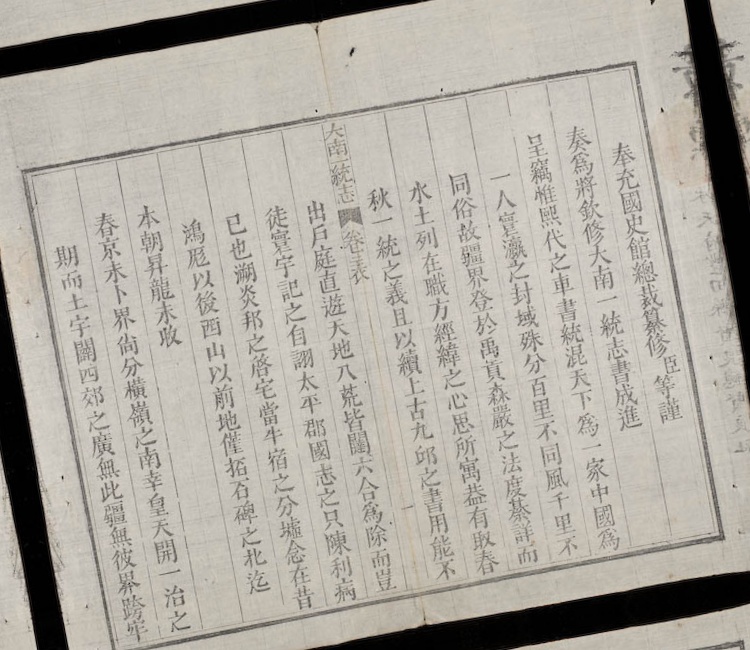 奉充國史館總裁纂修臣等謹
奏爲將欽修大南一統志書成進
呈竊惟熙代之車書統混天下爲一家中國爲
一人寰瀛之封域殊分百里不同風千里不
同俗故疆界登於禹貢森嚴之法度綦詳而
水土列在職方經緯之心思所寓益有取春
秋一統之義且以續上古九邱之書用能不
大南一統志 卷 表 一
出戶庭直遊天地八荒皆闢六合爲除而豈
徒寰宇記之自詡太平郡國志之只陳利病
已也溯炎邦之啓宅當牛宿之分墟念在昔
鴻厖以後西山以前地僅拓石碑之北迄
本朝昇龍未收
春京未卜界尚分橫嶺之南幸皇天開一治之
期而土宇闢四郊之廣無此疆無彼界跨牢